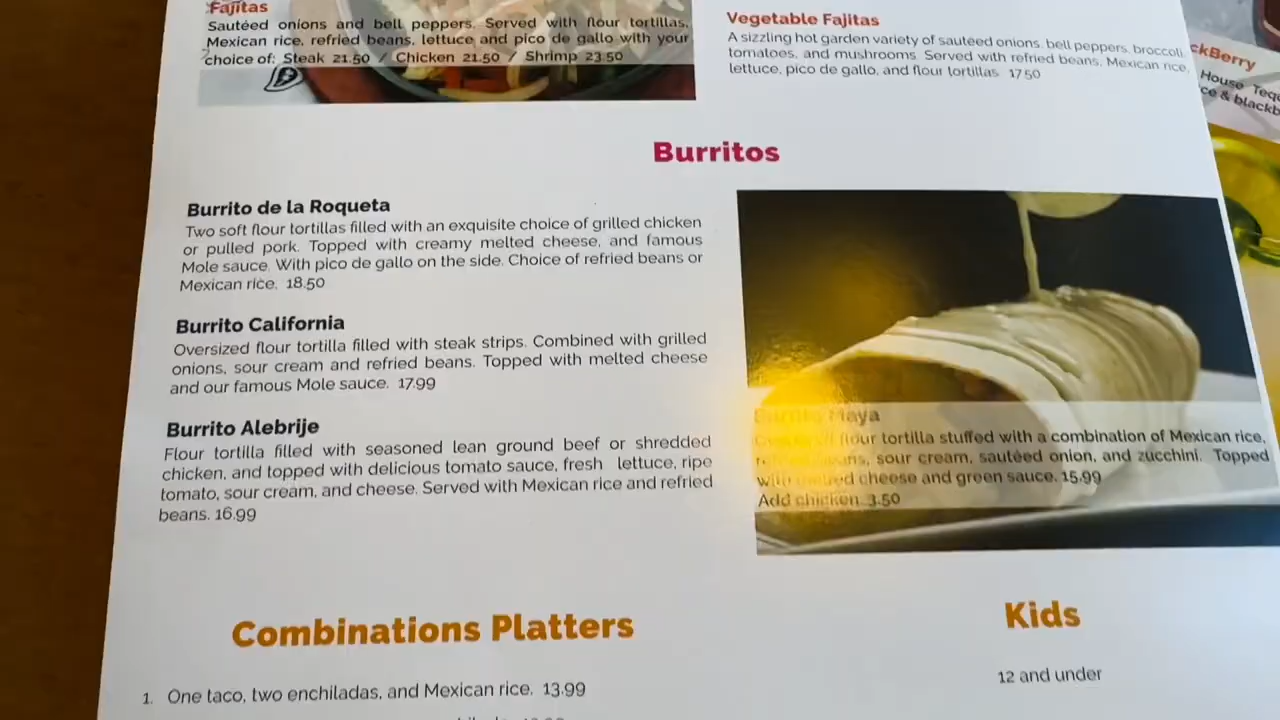 Fajitas
Sautéed onions and bell peppers. Served with flour tortillas,
Mexican rice, refried beans, lettuce and pico de gallo with your
choice of: Steak 21.50 / Chicken 21.50 / Shrimp 23.50
Vegetable Fajitas
A sizzling hot garden variety of sautéed onions, bell peppers, broccoli,
tomatoes, and mushrooms. Served with refried beans, Mexican rice,
lettuce, pico de gallo, and flour tortillas. 17.50
ckBerry
House Teq
ce & blackb
Burritos
Burrito de la Roqueta
Two soft flour tortillas filled with an exquisite choice of grilled chicken
or pulled pork. Topped with creamy melted cheese, and famous
Mole sauce. With pico de gallo on the side. Choice of refried beans or
Mexican rice. 18.50
Burrito California
Oversized flour tortilla filled with steak strips. Combined with grilled
onions, sour cream and refried beans. Topped with melted cheese
and our famous Mole sauce. 17.99
Burrito Alebrije
Flour tortilla filled with seasoned lean ground beef or shredded
chicken, and topped with delicious tomato sauce, fresh lettuce, ripe
tomato, sour cream, and cheese. Served with Mexican rice and refried
beans. 16.99
Burrito Maya
flour tortilla stuffed with a combination of Mexican rice,
beans, sour cream, sautéed onion, and zucchini. Topped
with melted cheese and green sauce. 15.99
Add chicken. 3.50
Combinations Platters
1. One taco, two enchiladas, and Mexican rice. 13.99
Kids
12 and under